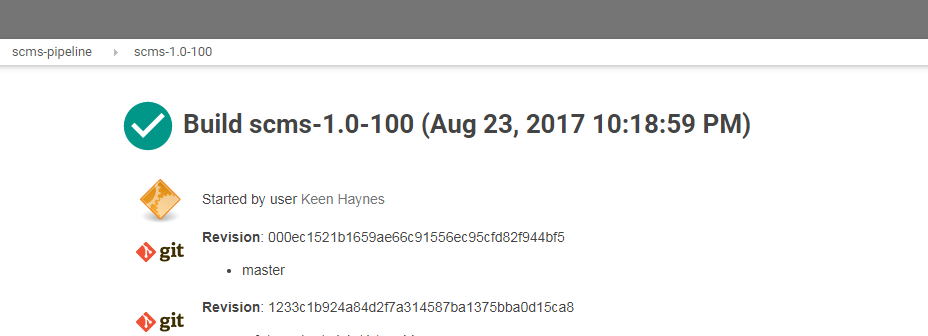 scms-pipeline scms-1.0-100
Build scms-1.0-100 (Aug 23, 2017 10:18:59 PM)
Started by user Keen Haynes
Revision: 000ec1521b1659ae66c91556ec95cfd82f944bf5
git
master
Revision: 1233c1b924a84d2f7a314587ba1375bba0d15ca8
git